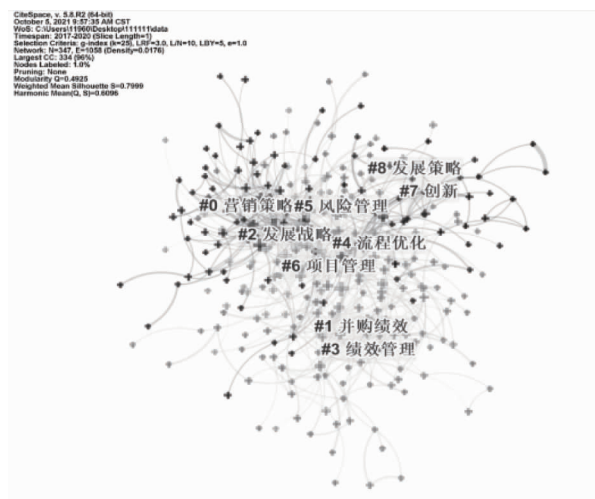 CiteSpace, v. 5.8.R2 (64-bit)
October 5, 2021 9:57:35 AM CST
WoS: C:\Users\11960\Desktop\111111\data
Timespan: 2017-2020 (Slice Length=1)
Selection Criteria: g-index (k=25), LRF=3.0, L/N=10, LBY=5, e=1.0
Network: N=347, E=1058 (Density=0.0176)
Largest CC: 334 (96%)
Nodes Labeled: 1.0%
Pruning: None
Modularity Q=0.4925
Weighted Mean Silhouette S=0.7999
Harmonic Mean(Q, S)=0.6096
#8 发展策略
#7 创新
#0 营销策略 #5 风险管理
#2 发展战略
#4 流程优化
#6 项目管理
#1 并购绩效
#3 绩效管理